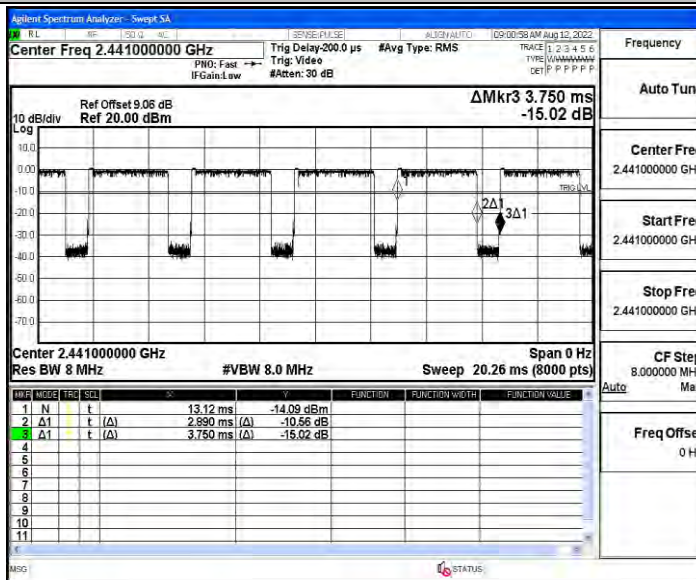 Agilent Spectrum Analyzer - Swept SA
RL RF 50 Ω AC SENSE:PULSE ALIGN AUTO 09:00:58 AM Aug 12, 2022
Center Freq 2.441000000 GHz
Trig Delay-200.0 µs #Avg Type: RMS
TRACE 1 2 3 4 5 6
PNO: Fast Trig: Video
TYPE WWWWWW
IFGain:Low #Atten: 30 dB
DET P P P P P P
Frequency
ΔMkr3 3.750 ms
-15.02 dB
Ref Offset 9.06 dB
10 dB/div Ref 20.00 dBm
Log
10.0
0.00
-10.0
-20.0
-30.0
-40.0
-50.0
-60.0
-70.0
TRIG LVL
1
2Δ1
3Δ1
Center 2.441000000 GHz Span 0 Hz
Res BW 8 MHz #VBW 8.0 MHz Sweep 20.26 ms (8000 pts)
MKR MODE TRC SCL X Y FUNCTION FUNCTION WIDTH FUNCTION VALUE
1 N t 13.12 ms -14.09 dBm
2 Δ1 t (Δ) 2.890 ms (Δ) -10.56 dB
3 Δ1 t (Δ) 3.750 ms (Δ) -15.02 dB
4
5
6
7
8
9
10
11
MSG STATUS
Auto Tun
Center Fre
2.441000000 GH
Start Fre
2.441000000 GH
Stop Fre
2.441000000 GH
CF Ste
8.000000 MH
Auto Ma
Freq Offse
0 H